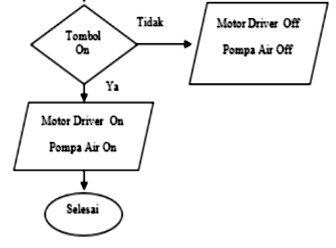 Tombol
On
Tidak
Motor Driver Off
Pompa Air Off
Ya
Motor Driver On
Pompa Air On
Selesai